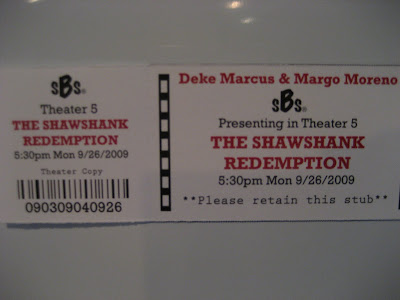 SBS
Theater 5
THE SHAWSHANK
REDEMPTION
5:30pm Mon 9/26/2009
Theater Copy
090309040926
Deke Marcus & Margo Moreno
SBS
Presenting in Theater 5
THE SHAWSHANK
REDEMPTION
5:30pm Mon 9/26/2009
**Please retain this stub**